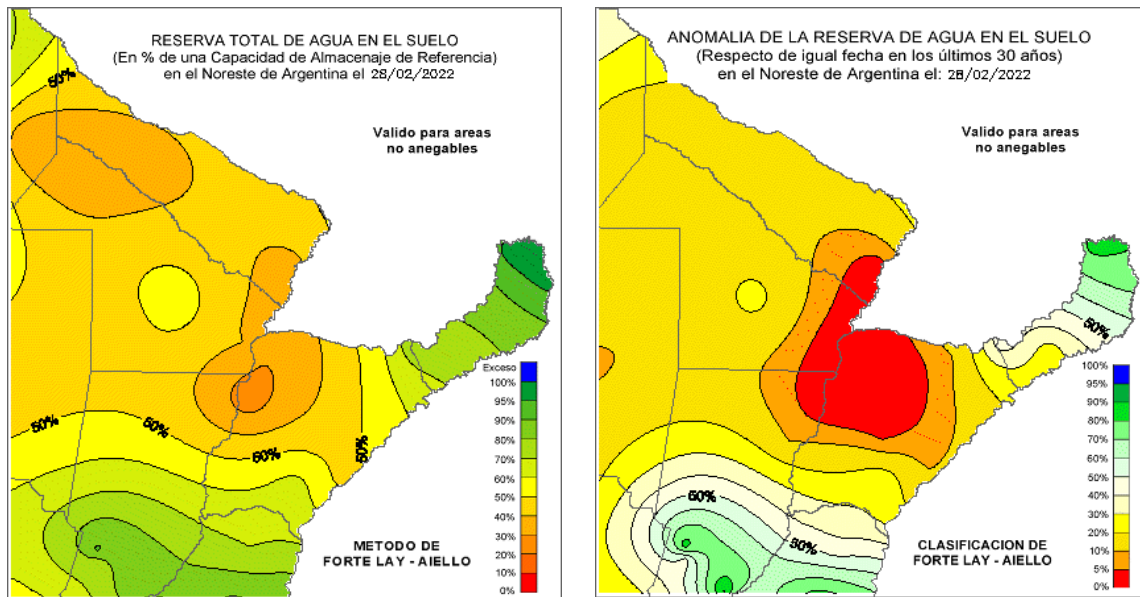 RESERVA TOTAL DE AGUA EN EL SUELO
(En % de una Capacidad de Almacenaje de Referencia)
en el Noreste de Argentina el 28/02/2022
Valido para areas
no anegables
50%
50%
50%
50%
50%
Exceso
100%
95%
90%
80%
70%
60%
50%
40%
30%
20%
10%
0%
METODO DE
FORTE LAY - AIELLO
ANOMALIA DE LA RESERVA DE AGUA EN EL SUELO
(Respecto de igual fecha en los últimos 30 años)
en el Noreste de Argentina el: 28/02/2022
Valido para areas
no anegables
50%
50%
50%
100%
95%
90%
80%
70%
60%
50%
40%
30%
20%
10%
5%
0%
CLASIFICACION DE
FORTE LAY - AIELLO